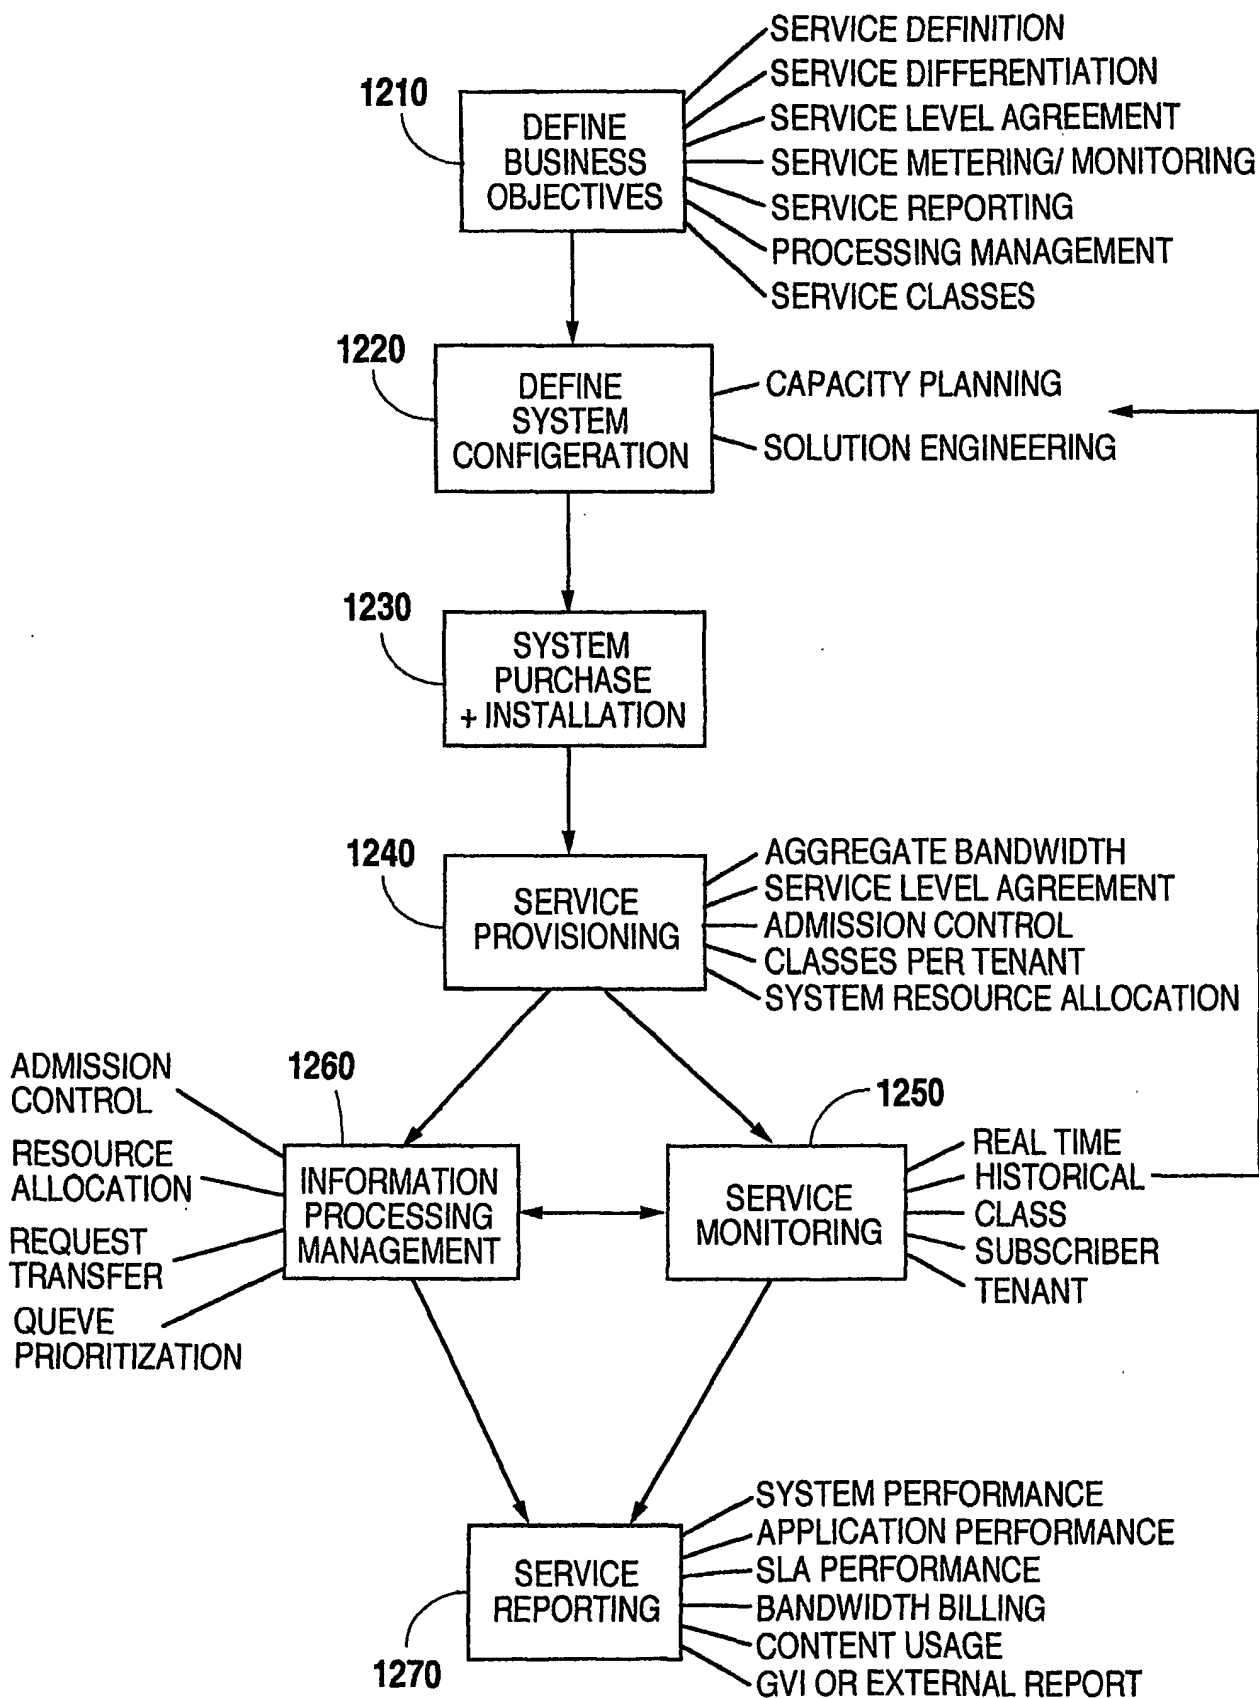 1210
DEFINE
BUSINESS
OBJECTIVES
SERVICE DEFINITION
SERVICE DIFFERENTIATION
SERVICE LEVEL AGREEMENT
SERVICE METERING/ MONITORING
SERVICE REPORTING
PROCESSING MANAGEMENT
SERVICE CLASSES
1220
DEFINE
SYSTEM
CONFIGERATION
CAPACITY PLANNING
SOLUTION ENGINEERING
1230
SYSTEM
PURCHASE
+ INSTALLATION
1240
SERVICE
PROVISIONING
AGGREGATE BANDWIDTH
SERVICE LEVEL AGREEMENT
ADMISSION CONTROL
CLASSES PER TENANT
SYSTEM RESOURCE ALLOCATION
1260
ADMISSION
CONTROL
RESOURCE
ALLOCATION
REQUEST
TRANSFER
QUEVE
PRIORITIZATION
INFORMATION
PROCESSING
MANAGEMENT
1250
SERVICE
MONITORING
REAL TIME
HISTORICAL
CLASS
SUBSCRIBER
TENANT
SERVICE
REPORTING
1270
SYSTEM PERFORMANCE
APPLICATION PERFORMANCE
SLA PERFORMANCE
BANDWIDTH BILLING
CONTENT USAGE
GVI OR EXTERNAL REPORT